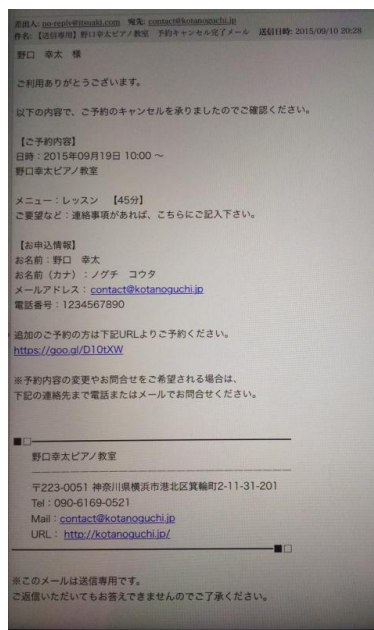 差出人: no-reply@itsuaki.com 宛先: contact@kotanoguchi.jp
件名: 【送信専用】野口幸太ピアノ教室 予約キャンセル完了メール 送信日時: 2015/09/10 20:28
野口 幸太 様
ご利用ありがとうございます。
以下の内容で、ご予約のキャンセルを承りましたのでご確認ください。
【ご予約内容】
日時:2015年09月19日 10:00 ~
野口幸太ピアノ教室
メニュー:レッスン 【45分】
ご要望など:連絡事項があれば、こちらにご記入下さい。
【お申込情報】
お名前:野口 幸太
お名前(カナ):ノグチ コウタ
メールアドレス:contact@kotanoguchi.jp
電話番号:1234567890
追加のご予約の方は下記URLよりご予約ください。
https://goo.gl/D10tXW
※予約内容の変更やお問合せをご希望される場合は、
下記の連絡先まで電話またはメールでお問合せください。
■□
野口幸太ピアノ教室
〒223-0051 神奈川県横浜市港北区箕輪町2-11-31-201
Tel:090-6169-0521
Mail:contact@kotanoguchi.jp
URL: http://kotanoguchi.jp/
■□
※このメールは送信専用です。
ご返信いただいてもお答えできませんのでご了承ください。